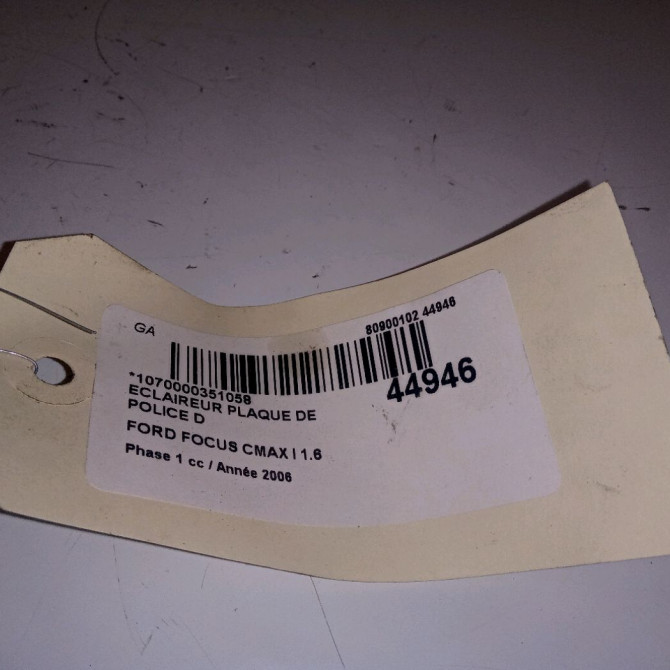 GA
80900102 44946
*1070000351058
44946
ECLAIREUR PLAQUE DE
POLICE D
FORD FOCUS CMAX I 1.6
Phase 1 cc / Année 2006